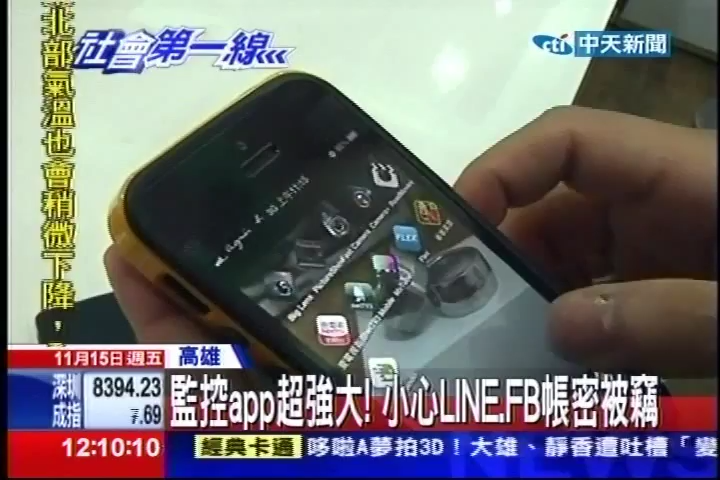 社會第一線
cti 中天新聞
北部氣溫也會稍微下降，
FLEX
11月15日 週五
高雄
深圳成指
8394.23
.69
監控app超強大! 小心LINE.FB帳密被竊
12:10:10
經典卡通
哆啦A夢拍3D！大雄、靜香遭吐槽「變
NEWS